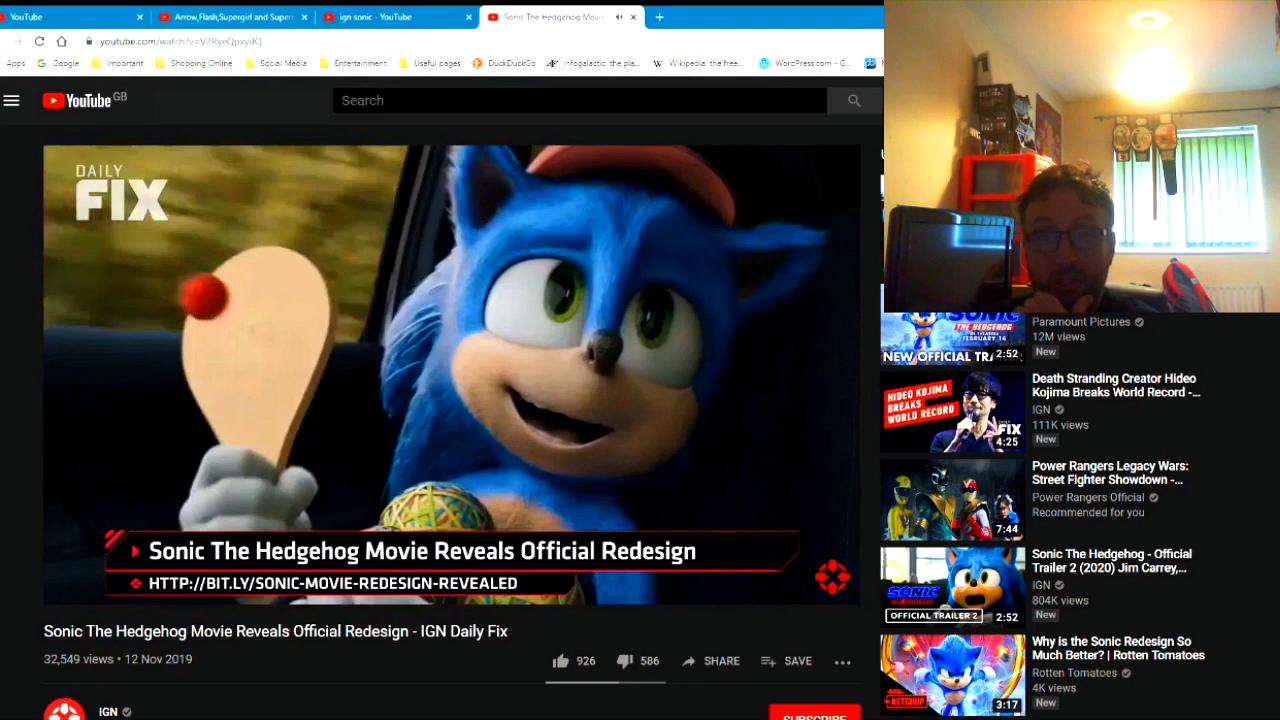 YouTube
Arrow,Flash,Supergirl and Super
ign sonic - YouTube
Sonic The Hedgehog Movi
youtube.com/watch?v=V7RyeQpxydQ
Apps
Google
Important
Shopping Online
Social Media
Entertainment
Useful pages
DuckDuckGo
Infogalactic: the pla...
Wikipedia, the free...
WordPress.com - G...
YouTube GB
Search
DAILY
FIX
Sonic The Hedgehog Movie Reveals Official Redesign
HTTP://BIT.LY/SONIC-MOVIE-REDESIGN-REVEALED
Sonic The Hedgehog Movie Reveals Official Redesign - IGN Daily Fix
32,549 views • 12 Nov 2019
926
586
SHARE
SAVE
IGN
SUBSCRIBE
SONIC
THE HEDGEHOG
IN THEATRES
FEBRUARY 14
NEW OFFICIAL TRA
2:52
Paramount Pictures
12M views
New
HIDEO KOJIMA
BREAKS
WORLD RECORD
DAILY
FIX
4:25
Death Stranding Creator Hideo
Kojima Breaks World Record -...
IGN
111K views
New
7:44
Power Rangers Legacy Wars:
Street Fighter Showdown -...
Power Rangers Official
Recommended for you
SONIC
OFFICIAL TRAILER 2
2:52
Sonic The Hedgehog - Official
Trailer 2 (2020) Jim Carrey,...
IGN
804K views
New
KETCHUP
3:17
Why is the Sonic Redesign So
Much Better? | Rotten Tomatoes
Rotten Tomatoes
4K views
New